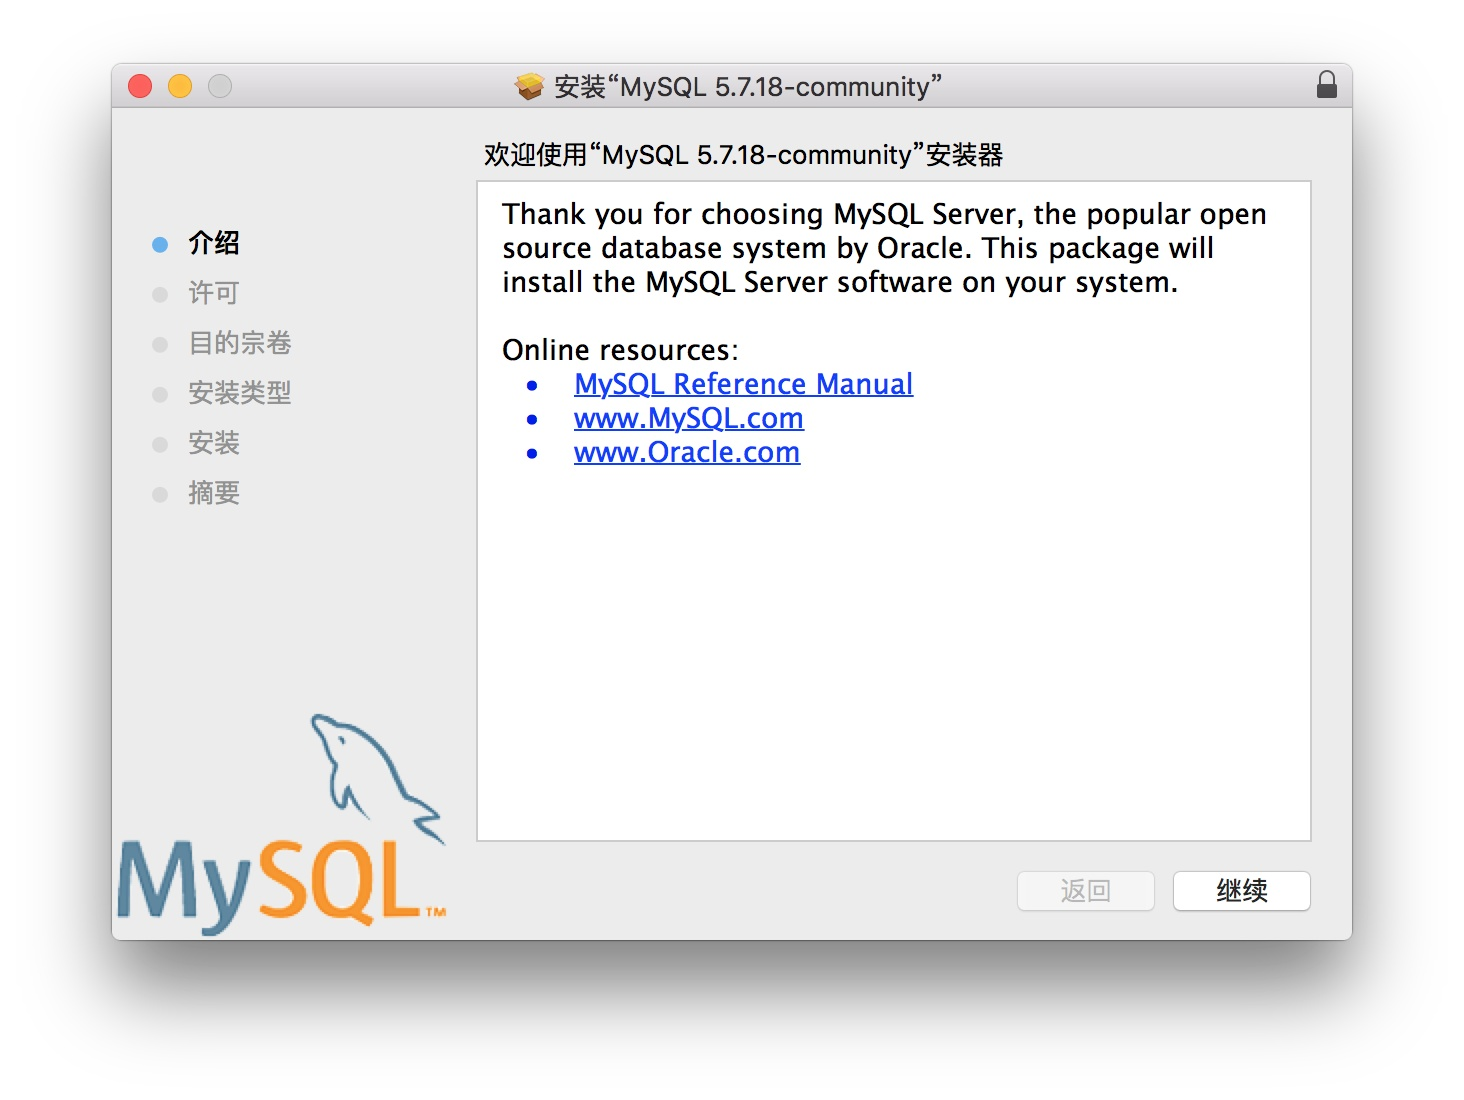 安装“MySQL 5.7.18-community”
欢迎使用“MySQL 5.7.18-community”安装器
介绍
许可
目的宗卷
安装类型
安装
摘要
Thank you for choosing MySQL Server, the popular open
source database system by Oracle. This package will
install the MySQL Server software on your system.
Online resources:
• MySQL Reference Manual
• www.MySQL.com
• www.Oracle.com
MySQL™
返回
继续